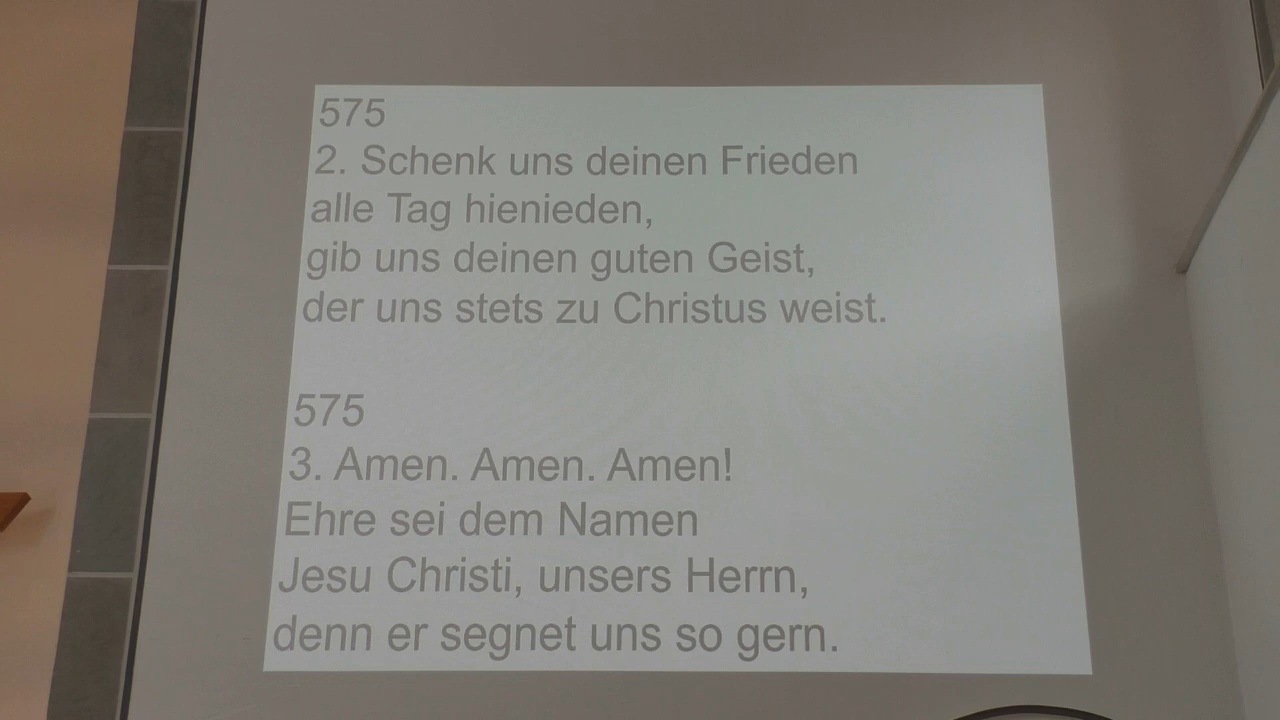 575
2. Schenk uns deinen Frieden
alle Tag hienieden,
gib uns deinen guten Geist,
der uns stets zu Christus weist.
575
3. Amen. Amen. Amen!
Ehre sei dem Namen
Jesu Christi, unsers Herrn,
denn er segnet uns so gern.